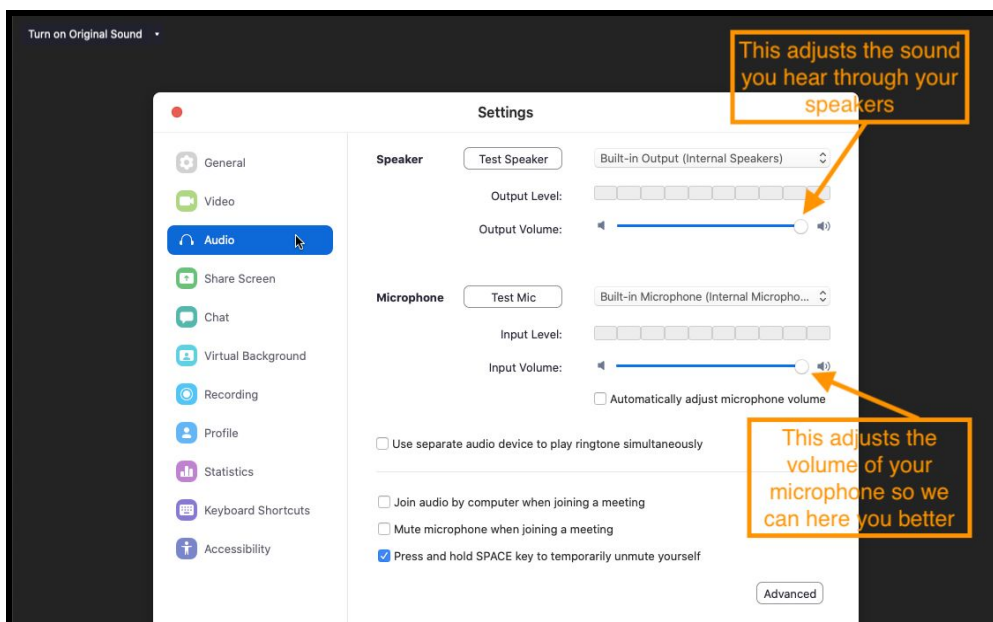 Turn on Original Sound
This adjusts the sound
you hear through your
speakers
Settings
General
Video
Audio
Share Screen
Chat
Virtual Background
Recording
Profile
Statistics
Keyboard Shortcuts
Accessibility
Speaker
Test Speaker
Built-in Output (Internal Speakers)
Output Level:
Output Volume:
Microphone
Test Mic
Built-in Microphone (Internal Micropho...
Input Level:
Input Volume:
Automatically adjust microphone volume
Use separate audio device to play ringtone simultaneously
This adjusts the
volume of your
microphone so we
can here you better
Join audio by computer when joining a meeting
Mute microphone when joining a meeting
Press and hold SPACE key to temporarily unmute yourself
Advanced